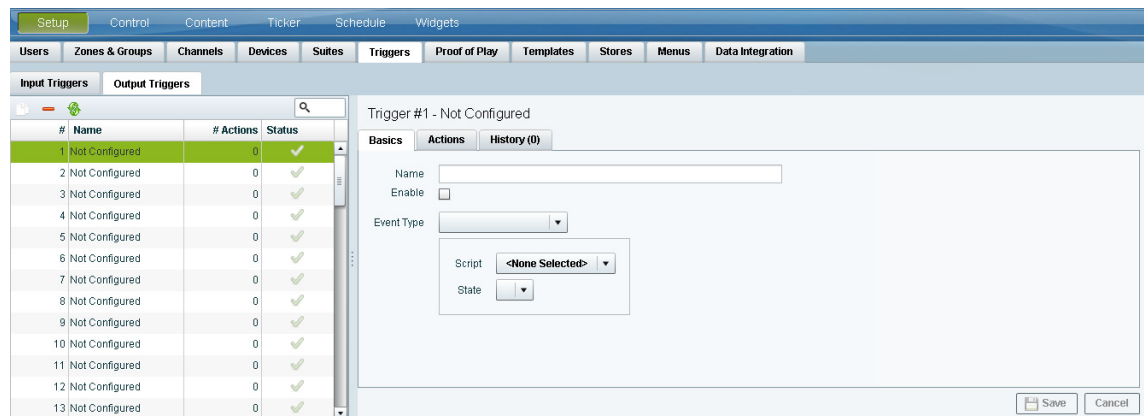 Setup Control Content Ticker Schedule Widgets
Users Zones & Groups Channels Devices Suites Triggers Proof of Play Templates Stores Menus Data Integration
Input Triggers Output Triggers
# Name # Actions Status
1 Not Configured 0
2 Not Configured 0
3 Not Configured 0
4 Not Configured 0
5 Not Configured 0
6 Not Configured 0
7 Not Configured 0
8 Not Configured 0
9 Not Configured 0
10 Not Configured 0
11 Not Configured 0
12 Not Configured 0
13 Not Configured 0
Trigger #1 - Not Configured
Basics Actions History (0)
Name
Enable
Event Type
Script <None Selected>
State
Save Cancel